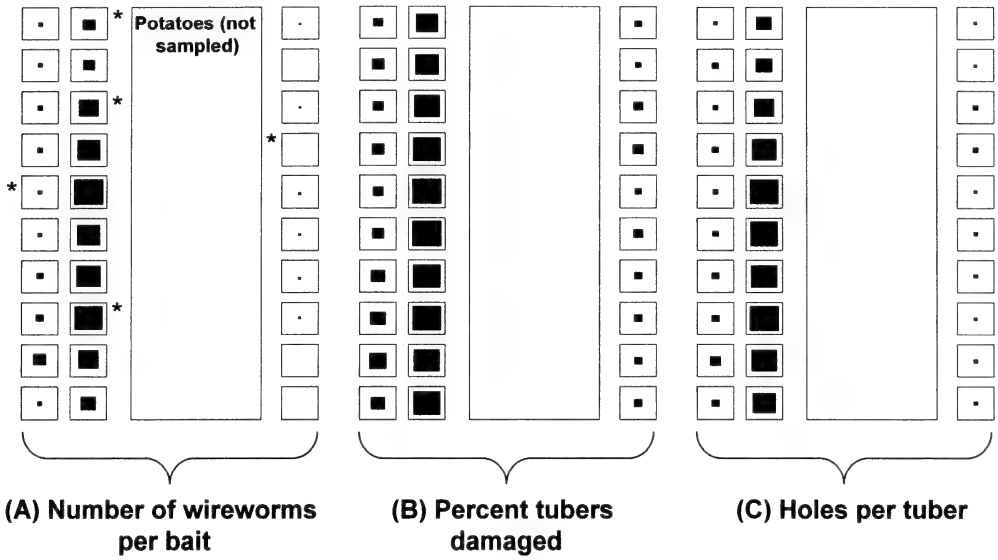 *
Potatoes (not
sampled)
*
*
*
*
(A) Number of wireworms
per bait
(B) Percent tubers
damaged
(C) Holes per tuber